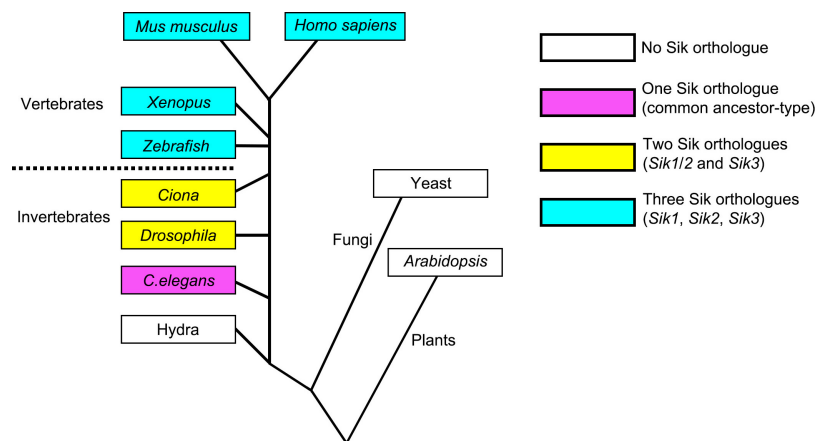 Mus musculus
Homo sapiens
Vertebrates
Xenopus
Zebrafish
Invertebrates
Ciona
Drosophila
C.elegans
Hydra
Yeast
Fungi
Arabidopsis
Plants
No Sik orthologue
One Sik orthologue
(common ancestor-type)
Two Sik orthologues
(Sik1/2 and Sik3)
Three Sik orthologues
(Sik1, Sik2, Sik3)